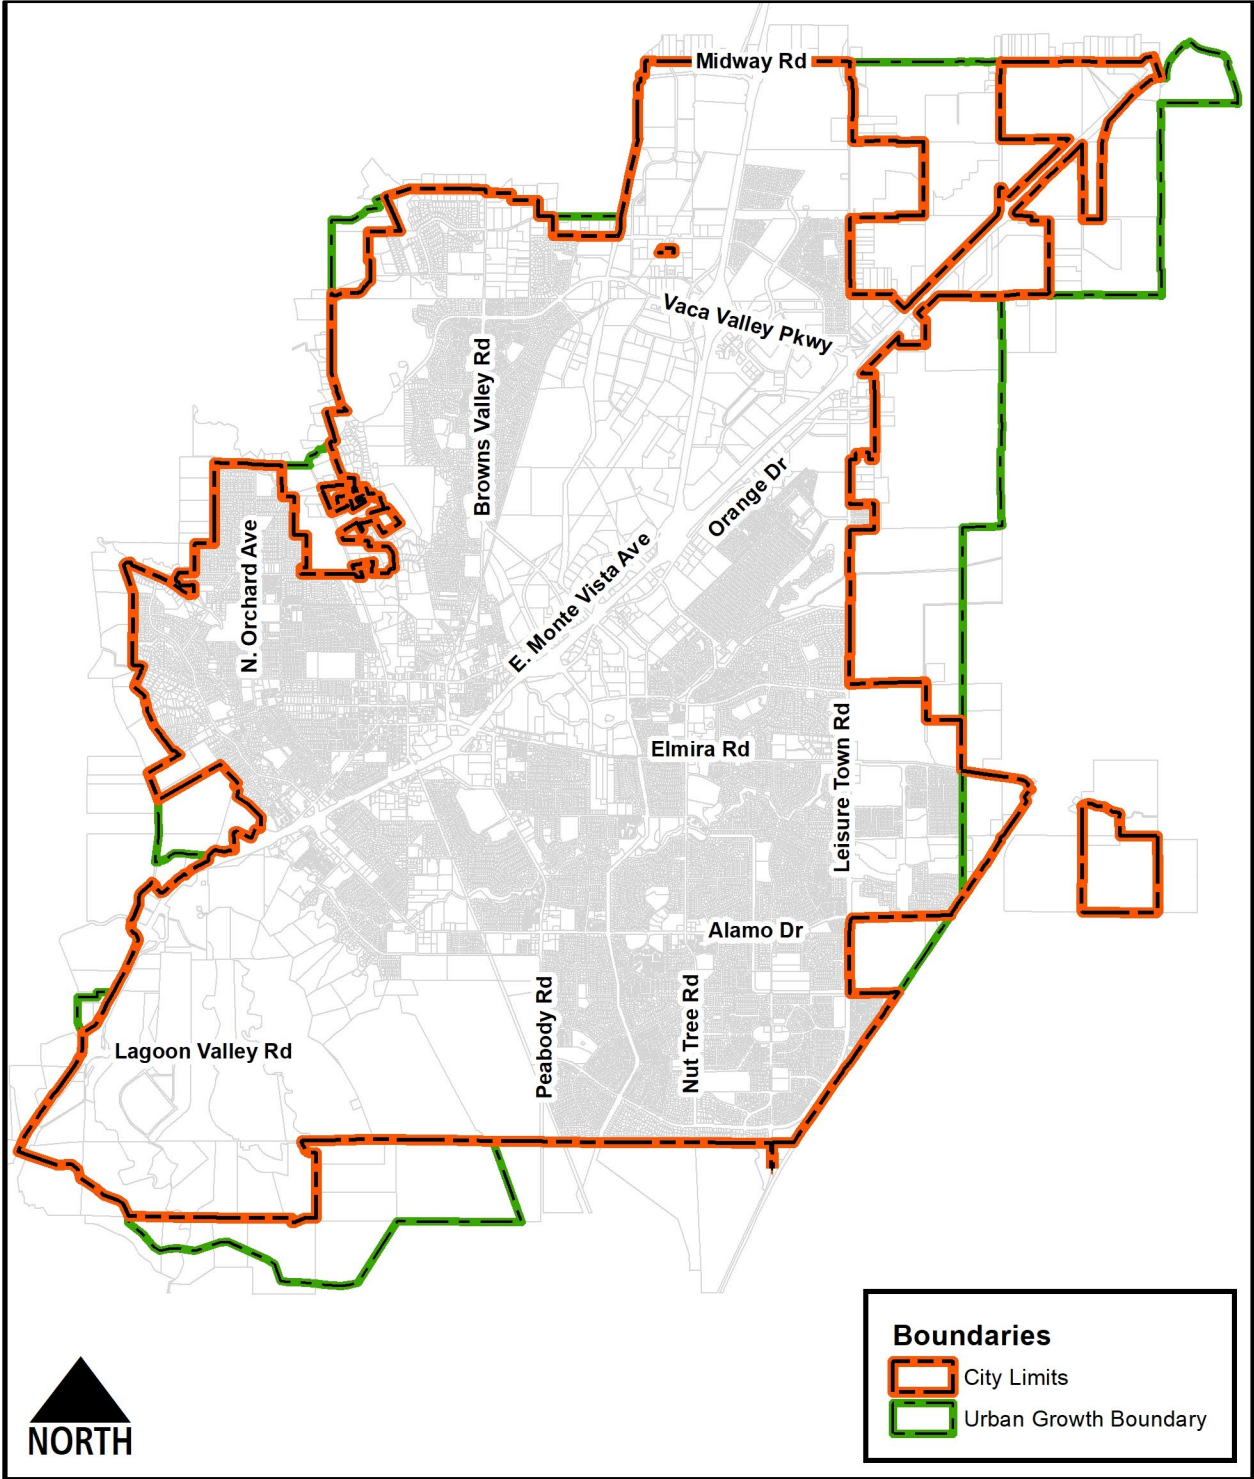 Midway Rd
Vaca Valley Pkwy
Browns Valley Rd
Orange Dr
N. Orchard Ave
E. Monte Vista Ave
Elmira Rd
Leisure Town Rd
Alamo Dr
Peabody Rd
Nut Tree Rd
Lagoon Valley Rd
Boundaries
City Limits
Urban Growth Boundary
NORTH